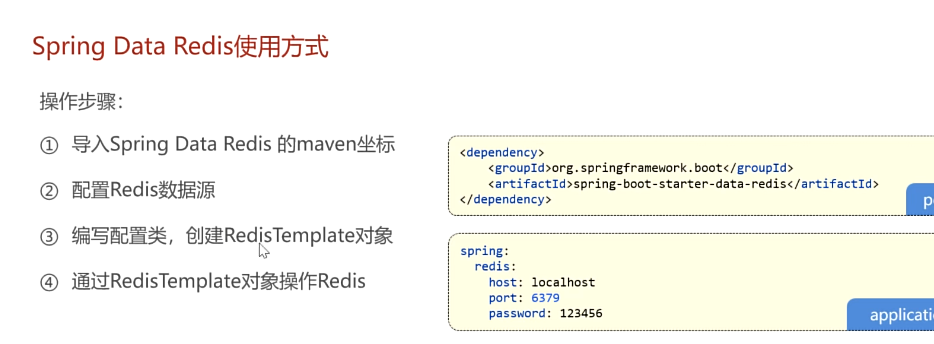 Spring Data Redis使用方式
操作步骤：
① 导入Spring Data Redis 的maven坐标
② 配置Redis数据源
③ 编写配置类，创建RedisTemplate对象
④ 通过RedisTemplate对象操作Redis
<dependency>
<groupId>org.springframework.boot</groupId>
<artifactId>spring-boot-starter-data-redis</artifactId>
</dependency>
spring:
redis:
host: localhost
port: 6379
password: 123456